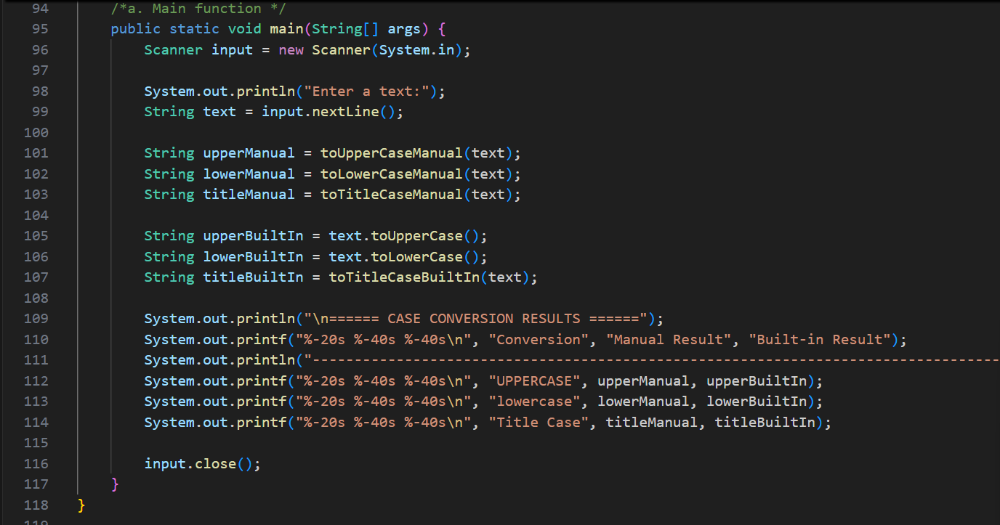 94 /*a. Main function */
95 public static void main(String[] args) {
96 Scanner input = new Scanner(System.in);
97
98 System.out.println("Enter a text:");
99 String text = input.nextLine();
100
101 String upperManual = toUpperCaseManual(text);
102 String lowerManual = toLowerCaseManual(text);
103 String titleManual = toTitleCaseManual(text);
104
105 String upperBuiltIn = text.toUpperCase();
106 String lowerBuiltIn = text.toLowerCase();
107 String titleBuiltIn = toTitleCaseBuiltIn(text);
108
109 System.out.println("\n====== CASE CONVERSION RESULTS ======");
110 System.out.printf("%-20s %-40s %-40s\n", "Conversion", "Manual Result", "Built-in Result");
111 System.out.println("----------------------------------------------------------------------------------
112 System.out.printf("%-20s %-40s %-40s\n", "UPPERCASE", upperManual, upperBuiltIn);
113 System.out.printf("%-20s %-40s %-40s\n", "lowercase", lowerManual, lowerBuiltIn);
114 System.out.printf("%-20s %-40s %-40s\n", "Title Case", titleManual, titleBuiltIn);
115
116 input.close();
117 }
118 }